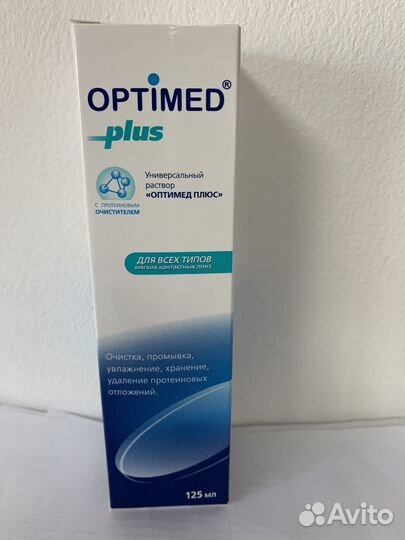 OPTIMED®
plus
Универсальный
раствор
«ОПТИМЕД ПЛЮС»
С ПРОТЕИНОВЫМ
ОЧИСТИТЕЛЕМ
ДЛЯ ВСЕХ ТИПОВ
МЯГКИХ КОНТАКТНЫХ ЛИНЗ
Очистка, промывка,
увлажнение, хранение,
удаление протеиновых
отложений.
125 мл
Avito